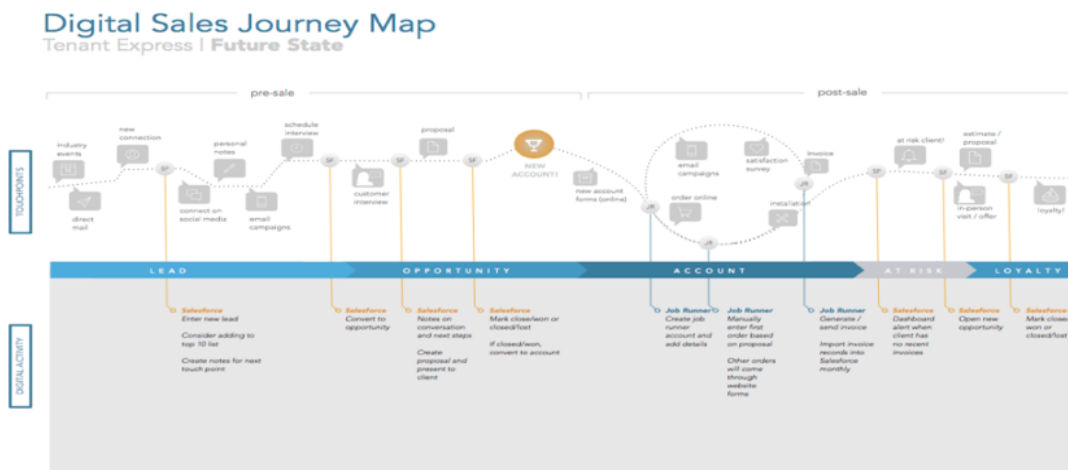 Digital Sales Journey Map
Tenant Express | Future State
pre-sale
post-sale
TOUCHPOINTS
industry
events
direct
mail
new
connection
SF
connect on
social media
personal
notes
email
campaigns
schedule
interview
SF
customer
interview
SF
proposal
SF
NEW
ACCOUNT!
new account
forms (online)
JR
email
campaigns
order online
JR
satisfaction
survey
installation
invoice
JR
SF
at risk client!
SF
in-person
visit / offer
estimate /
proposal
SF
loyalty!
LEAD
OPPORTUNITY
ACCOUNT
AT RISK
LOYALTY
DIGITAL ACTIVITY
Salesforce
Enter new lead
Consider adding to
top 10 list
Create notes for next
touch point
Salesforce
Convert to
opportunity
Salesforce
Notes on
conversation
and next steps
Create
proposal and
present to
client
Salesforce
Mark close/won or
closed/lost
If closed/won,
convert to account
Job Runner
Create job
runner
account and
add details
Job Runner
Manually
enter first
order based
on proposal
Other orders
will come
through
website
forms
Job Runner
Generate /
send invoice
Import invoice
records into
Salesforce
monthly
Salesforce
Dashboard
alert when
client has
no recent
invoices
Salesforce
Open new
opportunity
Salesforce
Mark close
won or
closed/lost